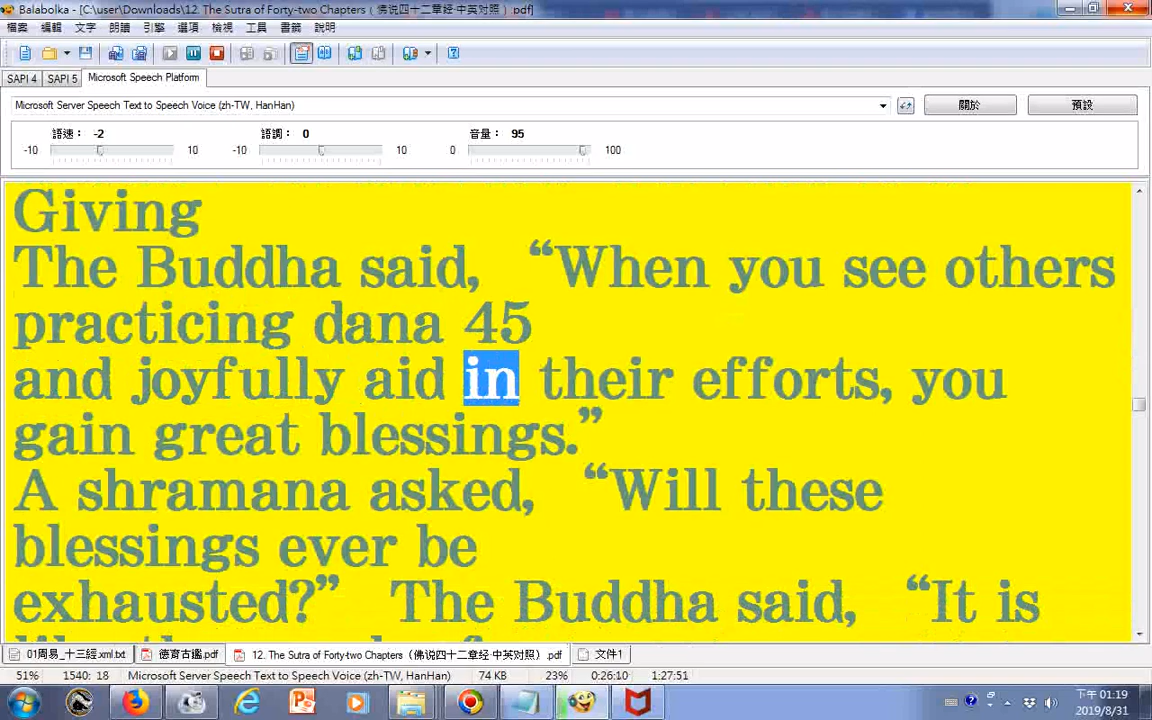 Balabolka - [C:\user\Downloads\12. The Sutra of Forty-two Chapters（佛说四十二章经·中英对照）.pdf]
檔案 編輯 文字 朗讀 引擎 選項 檢視 工具 書籤 說明
SAPI 4 SAPI 5 Microsoft Speech Platform
Microsoft Server Speech Text to Speech Voice (zh-TW, HanHan) 關於 預設
語速： -2 語調： 0 音量： 95
-10 10 -10 10 0 100
Giving
The Buddha said, “When you see others
practicing dana 45
and joyfully aid in their efforts, you
gain great blessings.”
A shramana asked, “Will these
blessings ever be
exhausted?” The Buddha said, “It is
01周易_十三經.xml.txt 德育古鑑.pdf 12. The Sutra of Forty-two Chapters（佛说四十二章经·中英对照）.pdf 文件1
51% 1540: 18 Microsoft Server Speech Text to Speech Voice (zh-TW, HanHan) 74 KB 23% 0:26:10 1:27:51
下午 01:19
2019/8/31